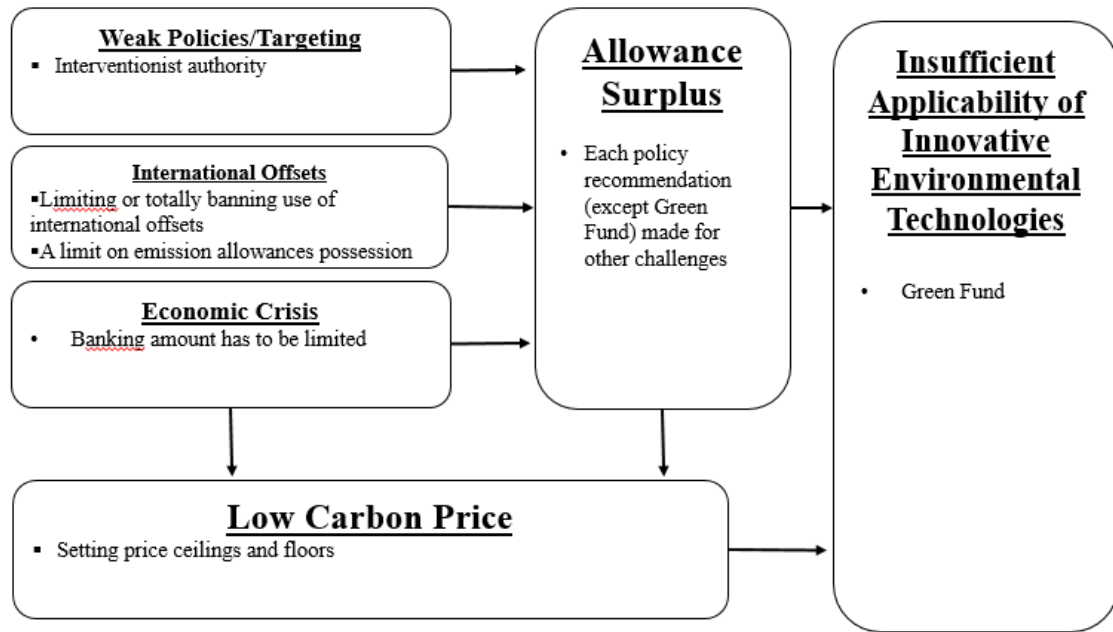 Weak Policies/Targeting
▪ Interventionist authority
International Offsets
▪Limiting or totally banning use of
international offsets
▪A limit on emission allowances possession
Economic Crisis
• Banking amount has to be limited
Allowance
Surplus
• Each policy
recommendation
(except Green
Fund) made for
other challenges
Insufficient
Applicability of
Innovative
Environmental
Technologies
• Green Fund
Low Carbon Price
▪ Setting price ceilings and floors